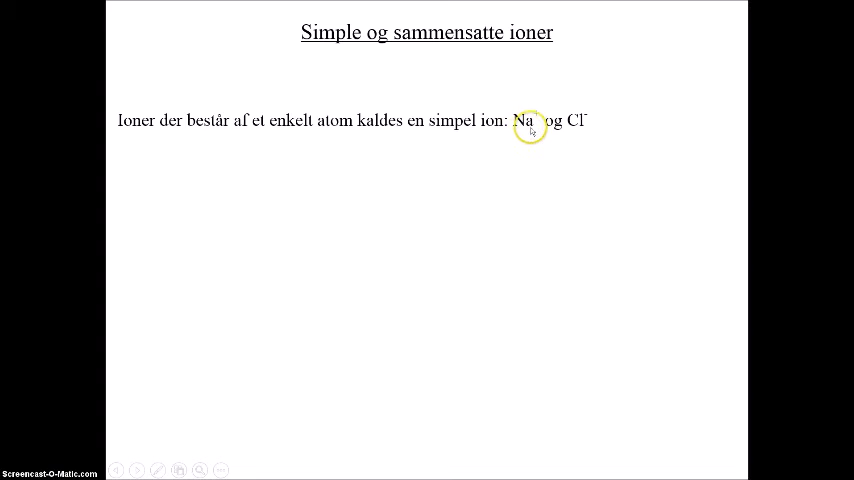 Simple og sammensatte ioner
Ioner der består af et enkelt atom kaldes en simpel ion: Na⁺ og Cl⁻
Screencast-O-Matic.com